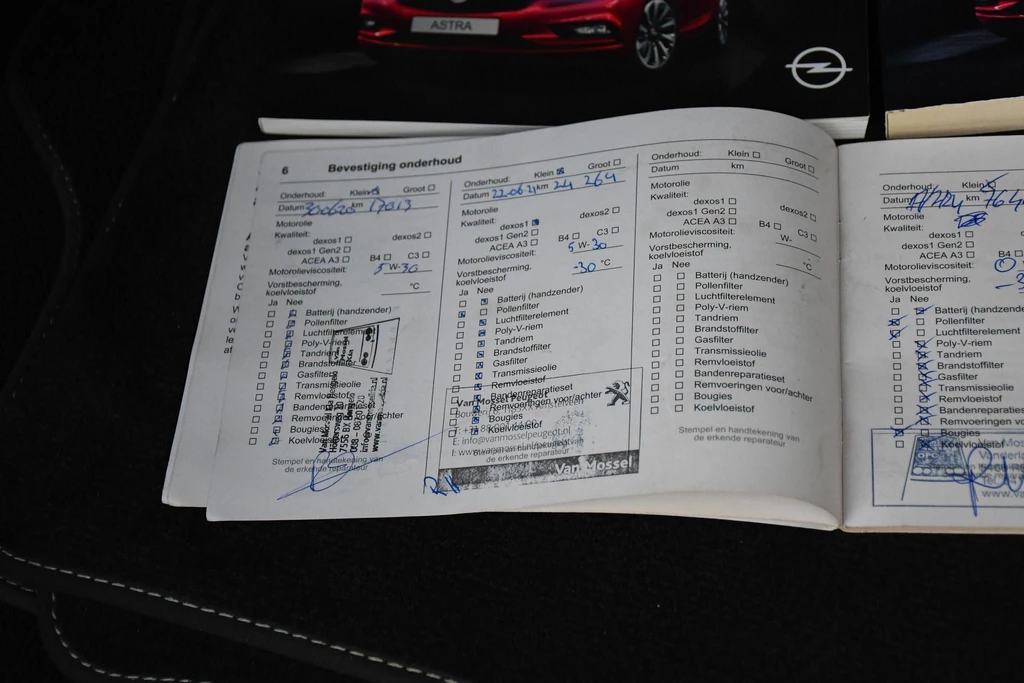 ASTRA
6 Bevestiging onderhoud
Onderhoud: Klein Groot
Datum 300620 km 17013
Motorolie
Kwaliteit:
dexos1 dexos2
dexos1 Gen2
ACEA A3 B4 C3
Motorolieviscositeit: 5 W-30
Vorstbescherming, °C
koelvloeistof
Ja Nee
Batterij (handzender)
Pollenfilter
Luchtfilterelement
Poly-V-riem
Tandriem
Brandstoffilter
Gasfilter
Transmissieolie
Remvloeistof
Bandenreparatieset
Remvoeringen voor/achter
Bougies
Koelvloeistof
Stempel en handtekening van
de erkende reparateur
7556 BX
Onderhoud: Klein Groot
Datum 22.06.21 km 24 264
Motorolie
Kwaliteit:
dexos1 dexos2
dexos1 Gen2
ACEA A3 B4 C3
Motorolieviscositeit: 5 W-30
Vorstbescherming, -30 °C
koelvloeistof
Ja Nee
Batterij (handzender)
Pollenfilter
Luchtfilterelement
Poly-V-riem
Tandriem
Brandstoffilter
Gasfilter
Transmissieolie
Remvloeistof
Bandenreparatieset
Remvoeringen voor/achter
Bougies
Koelvloeistof
Van Mossel Peugeot
E: info@vanmosselpeugeot.nl
de erkende reparateur
Van Mossel
Onderhoud: Klein Groot
Datum km
Motorolie
Kwaliteit:
dexos1 dexos2
dexos1 Gen2
ACEA A3 B4 C3
Motorolieviscositeit: W-
Vorstbescherming, °C
koelvloeistof
Ja Nee
Batterij (handzender)
Pollenfilter
Luchtfilterelement
Poly-V-riem
Tandriem
Brandstoffilter
Gasfilter
Transmissieolie
Remvloeistof
Bandenreparatieset
Remvoeringen voor/achter
Bougies
Koelvloeistof
Stempel en handtekening van
de erkende reparateur
Onderhoud: Klein
Datum km
Motorolie
Kwaliteit:
dexos1
dexos1 Gen2
ACEA A3
Motorolieviscositeit:
Vorstbescherming,
koelvloeistof
Ja Nee
Batterij (handzender)
Pollenfilter
Luchtfilterelement
Poly-V-riem
Tandriem
Brandstoffilter
Gasfilter
Transmissieolie
Remvloeistof
Bandenreparaties
Remvoeringen vo
Bougies
Koelvloeistof